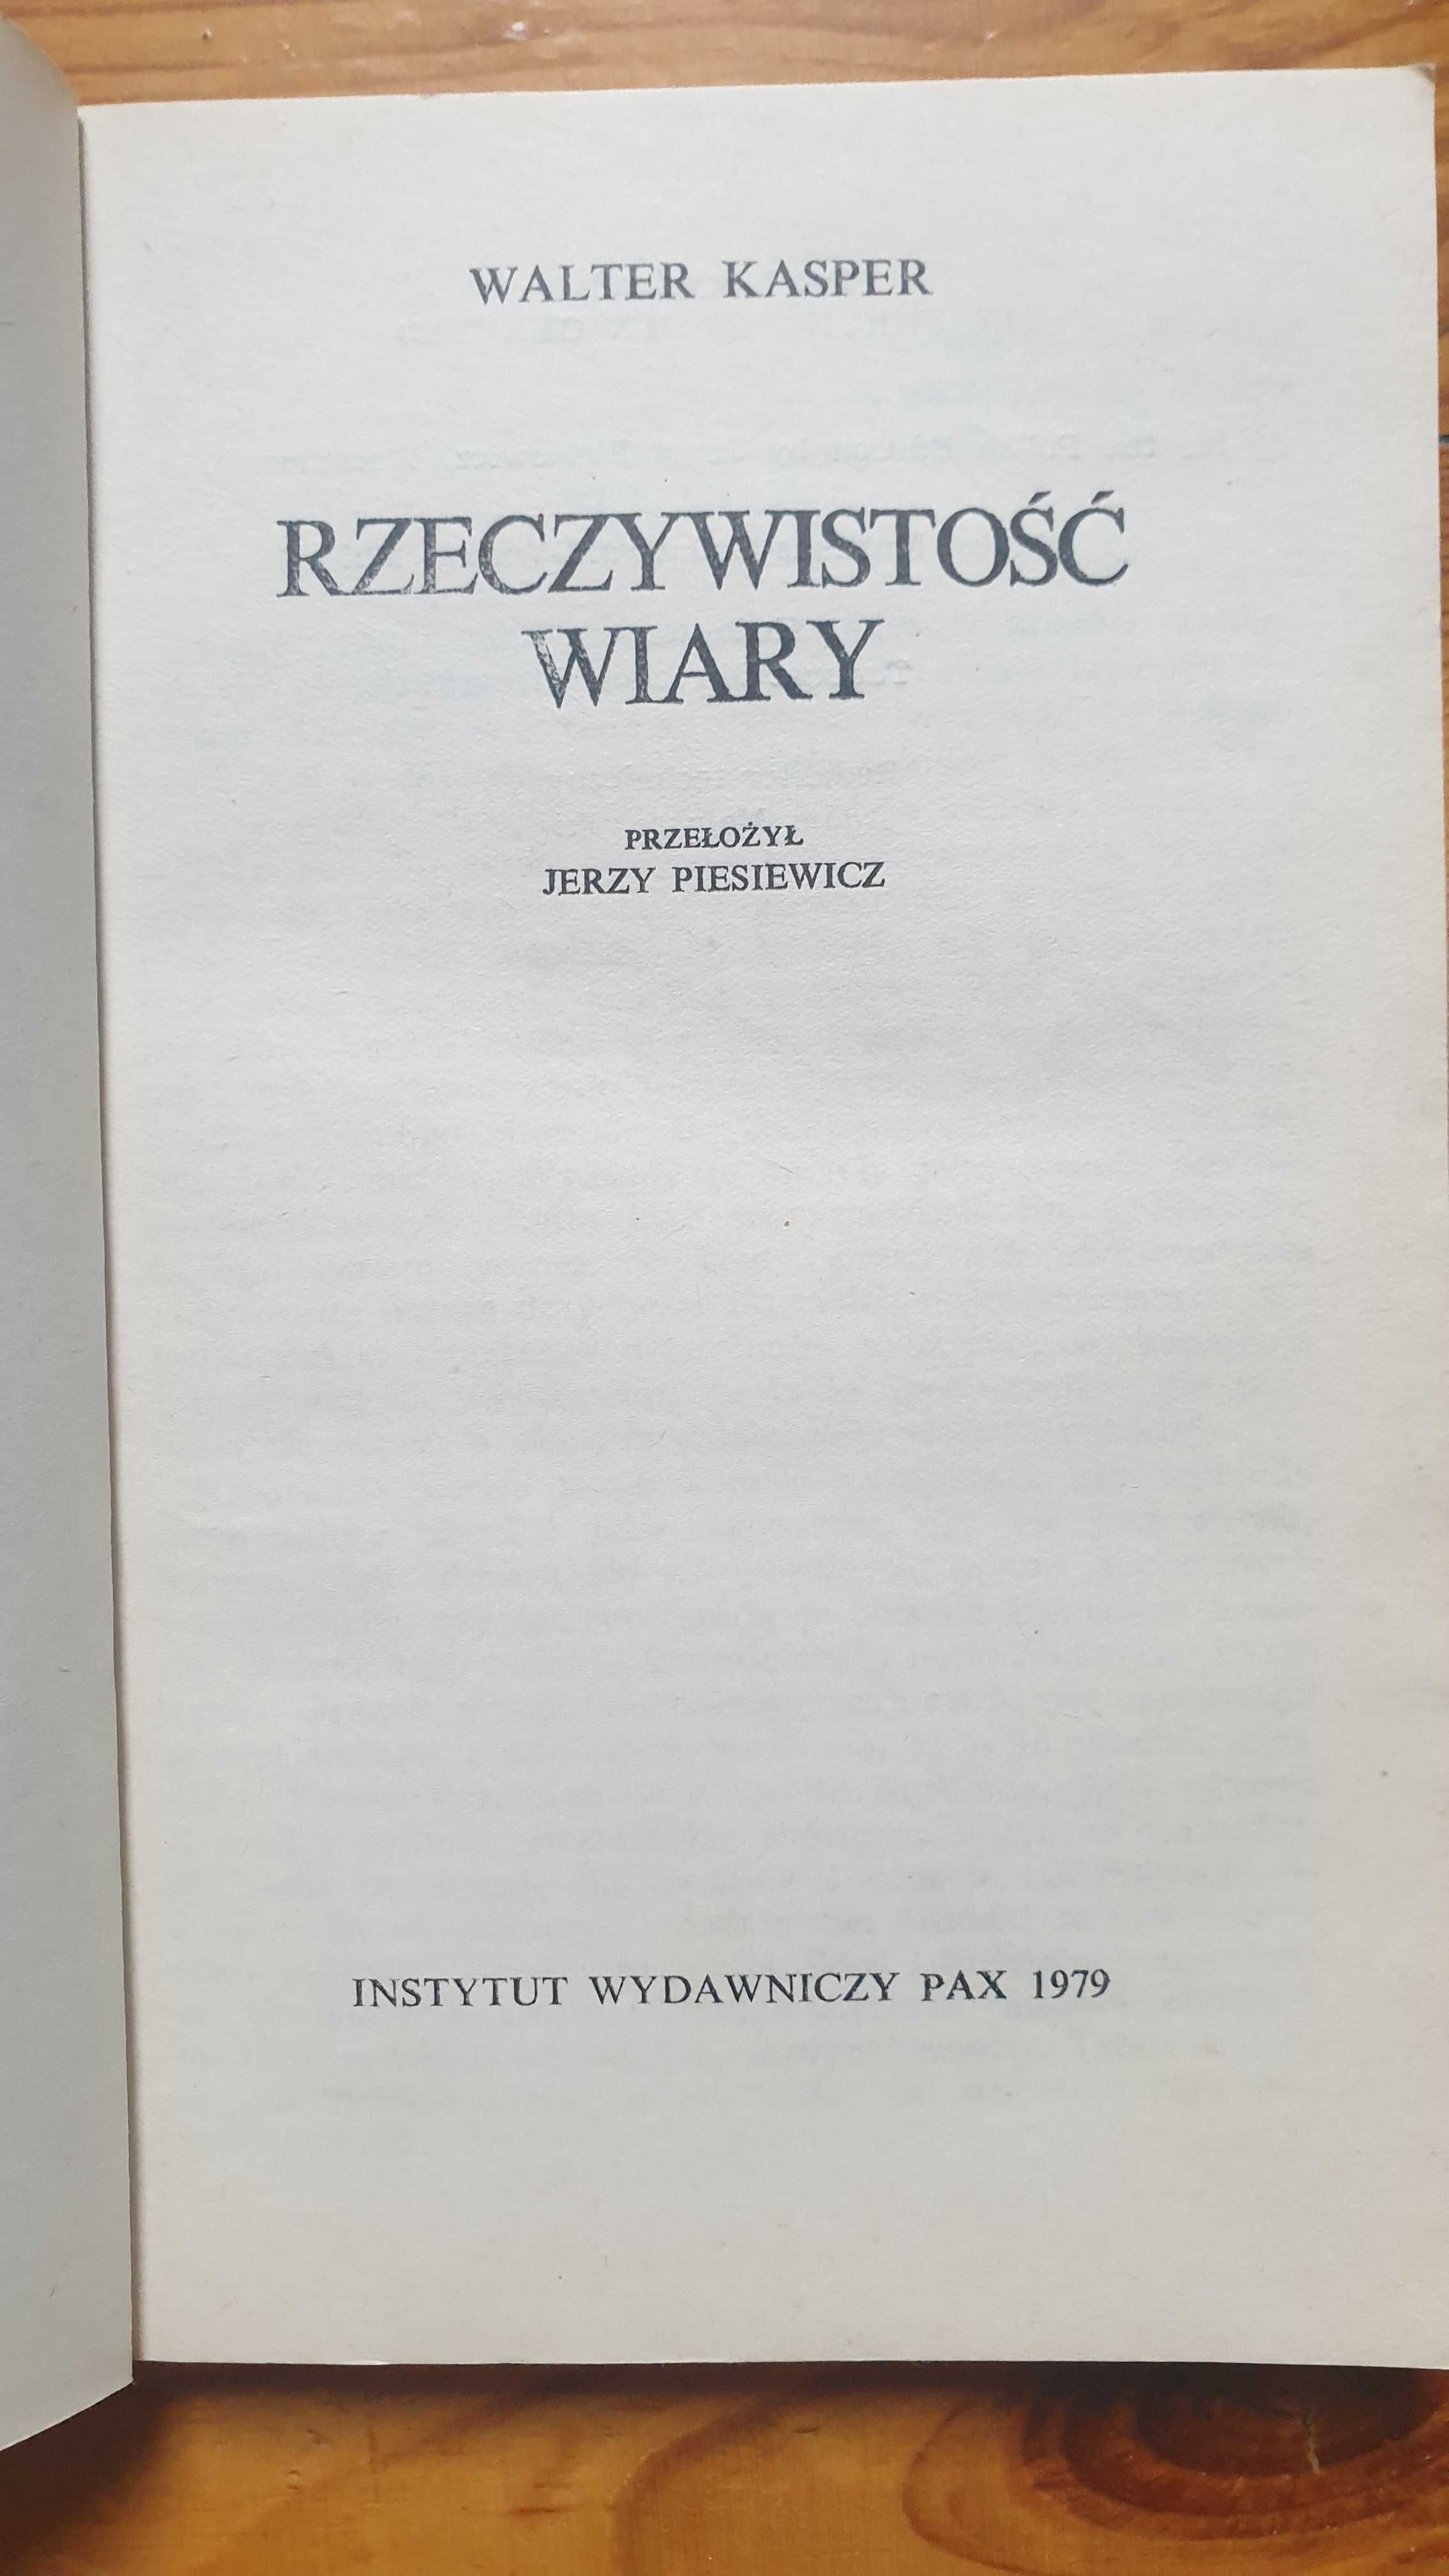 WALTER KASPER
RZECZYWISTOŚĆ
WIARY
PRZEŁOŻYŁ
JERZY PIESIEWICZ
INSTYTUT WYDAWNICZY PAX 1979